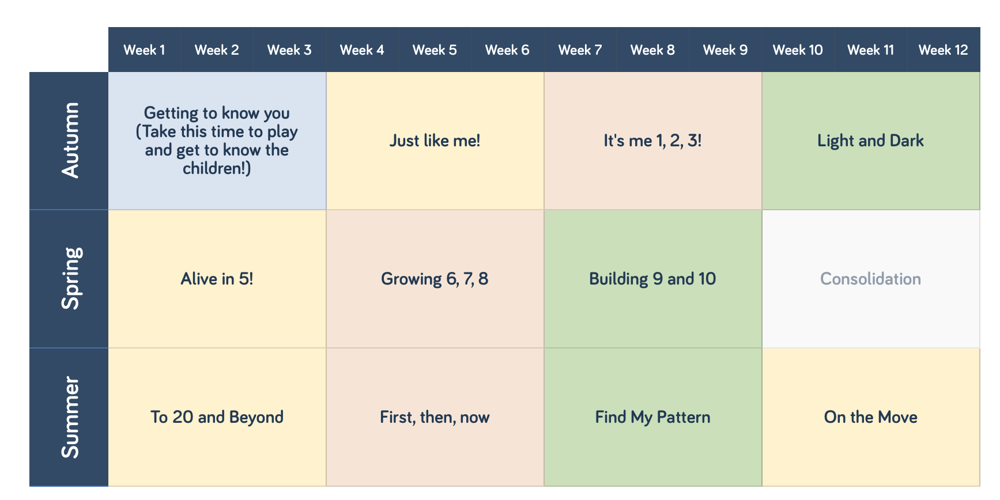 Week 1 Week 2 Week 3 Week 4 Week 5 Week 6 Week 7 Week 8 Week 9 Week 10 Week 11 Week 12
Autumn
Getting to know you
(Take this time to play
and get to know the
children!)
Just like me!
It's me 1, 2, 3!
Light and Dark
Spring
Alive in 5!
Growing 6, 7, 8
Building 9 and 10
Consolidation
Summer
To 20 and Beyond
First, then, now
Find My Pattern
On the Move